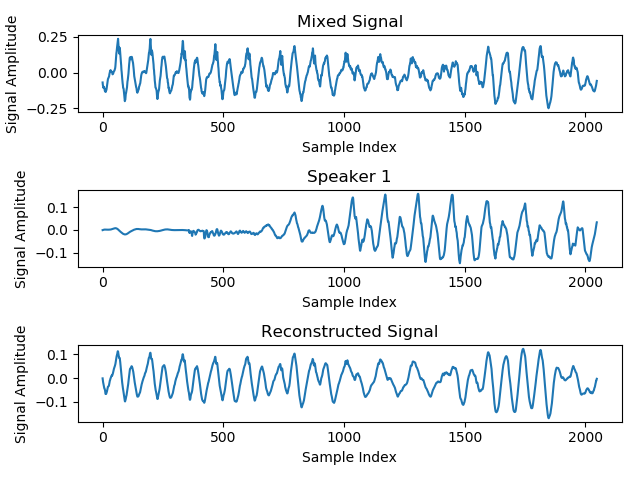 Mixed Signal
Signal Amplitude
0.25
0.00
−0.25
0 500 1000 1500 2000
Sample Index
Speaker 1
Signal Amplitude
0.1
0.0
−0.1
0 500 1000 1500 2000
Sample Index
Reconstructed Signal
Signal Amplitude
0.1
0.0
−0.1
0 500 1000 1500 2000
Sample Index